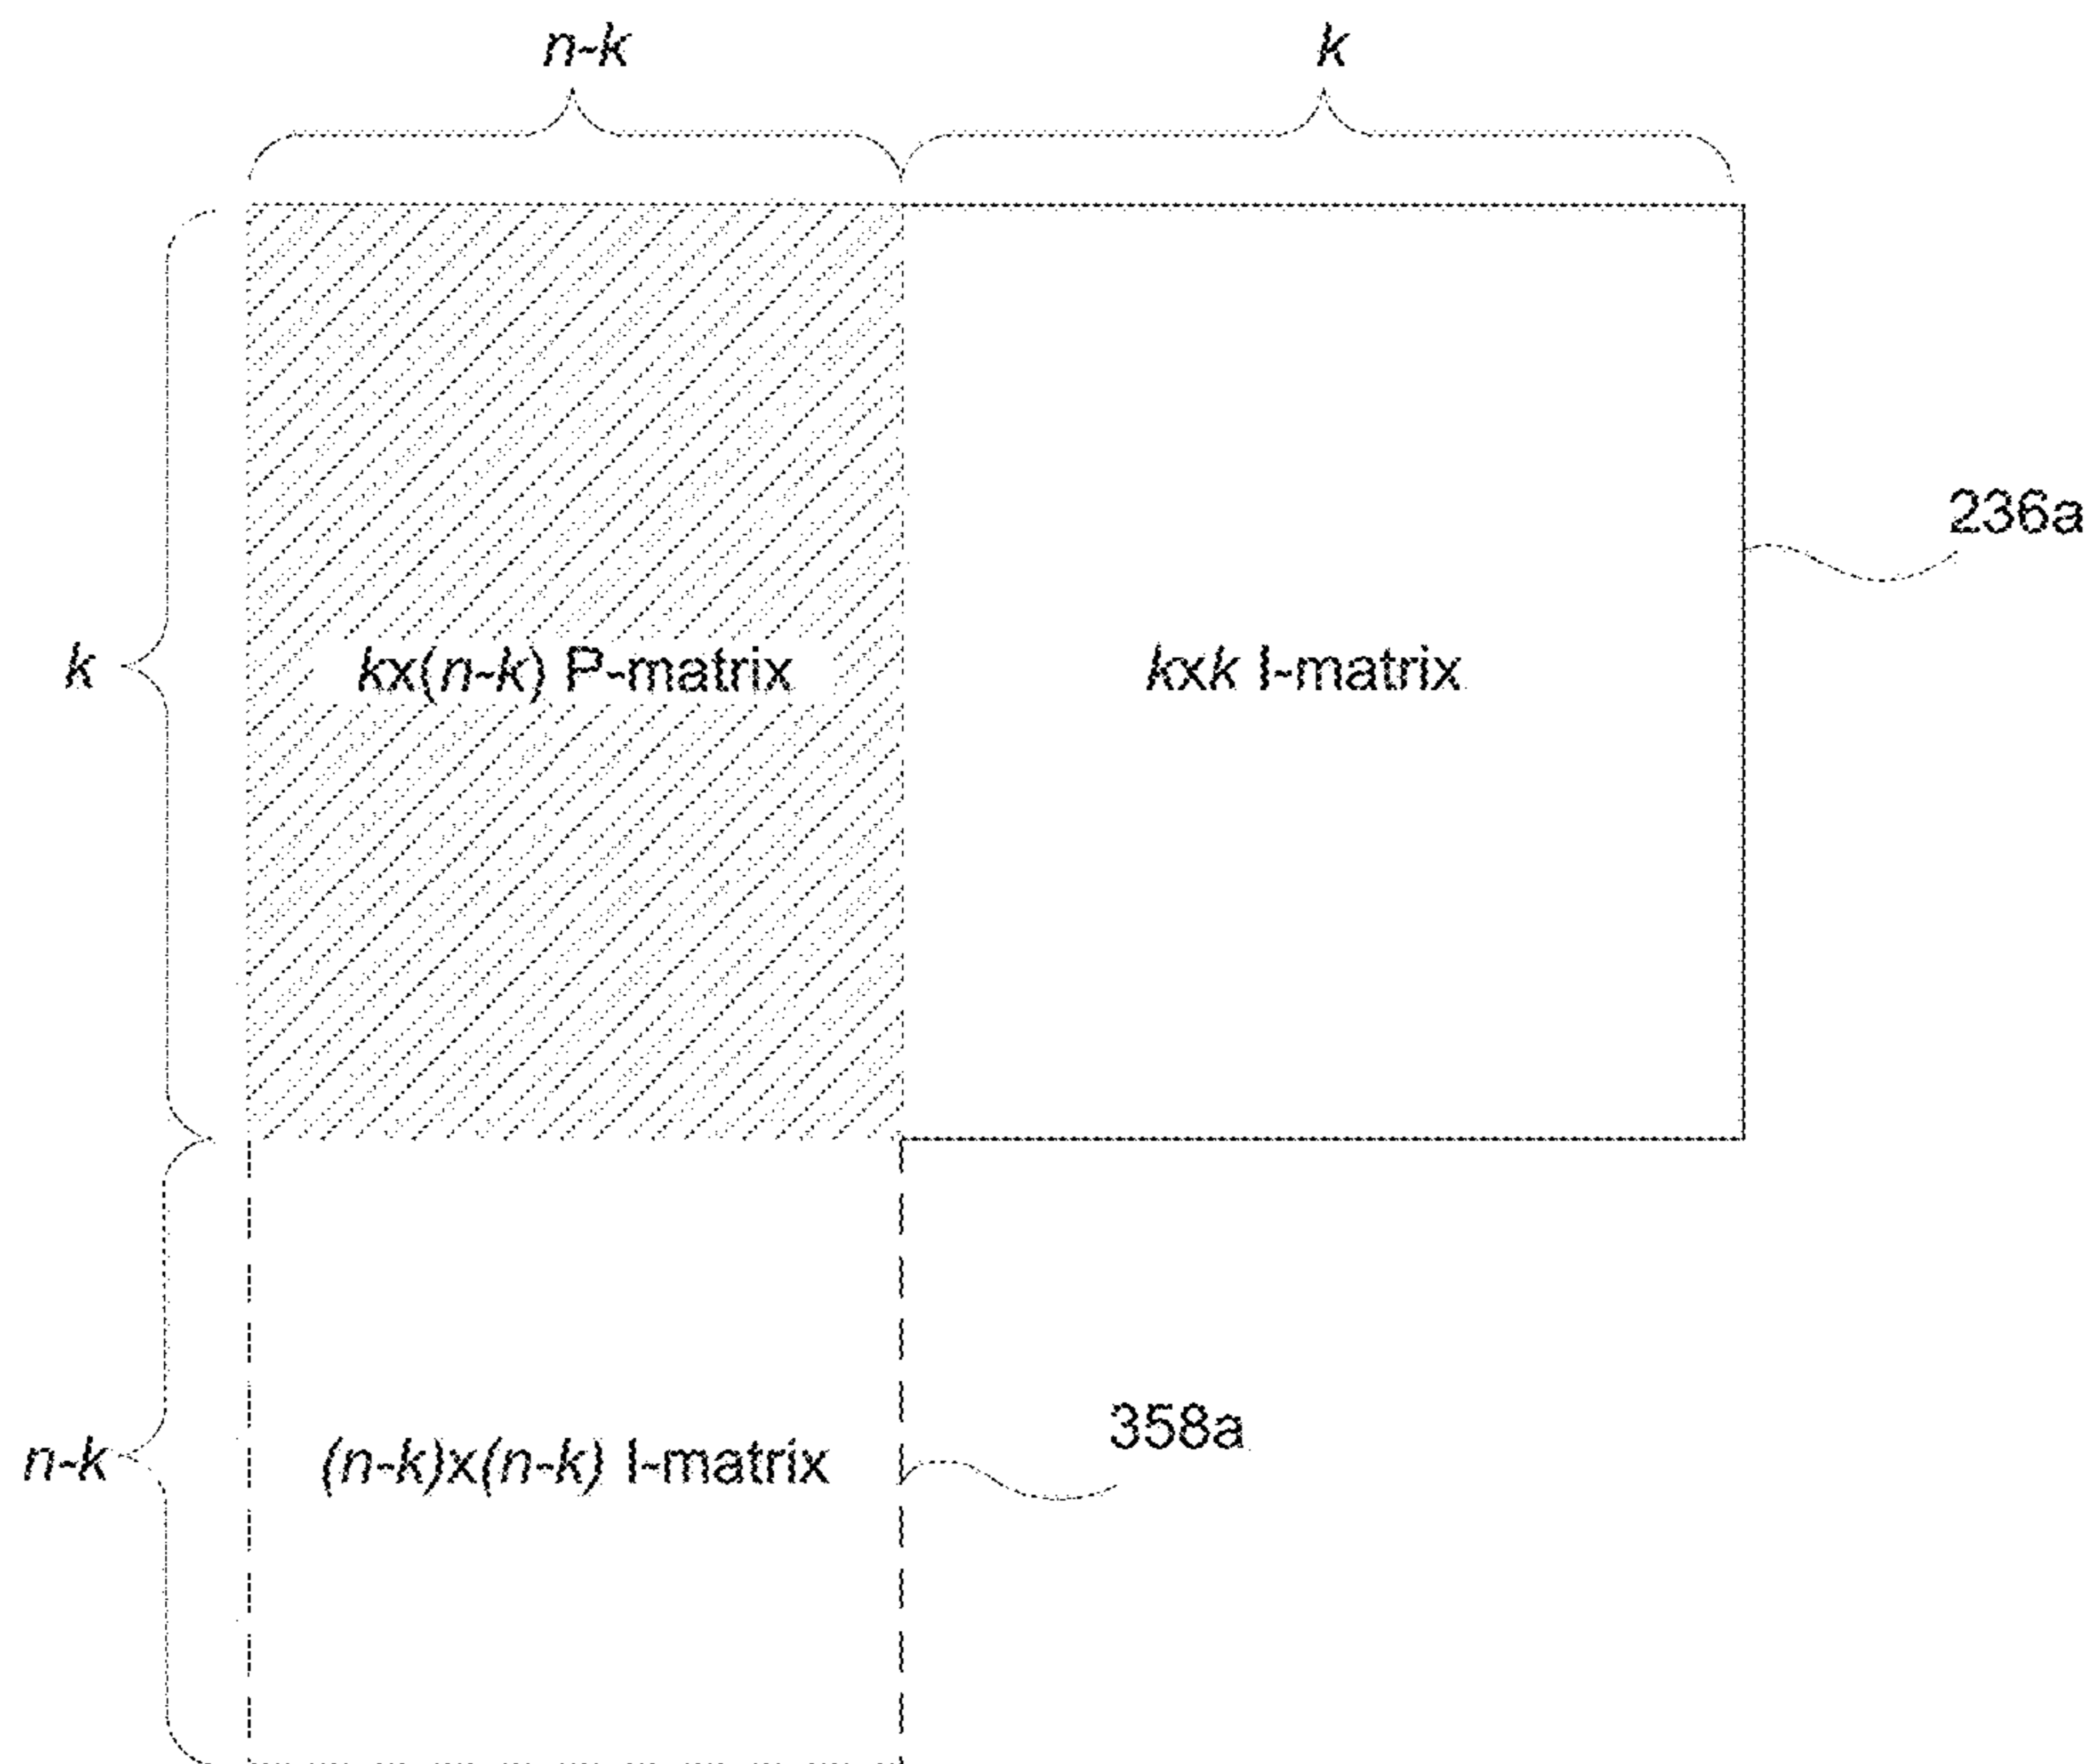 n-k
k
236a
k
kx(n-k) P-matrix
kxk I-matrix
358a
n-k
(n-k)x(n-k) I-matrix